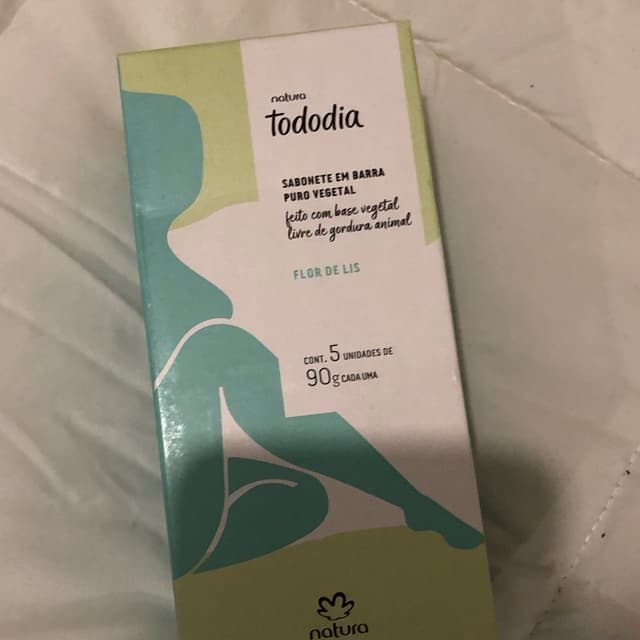 natura
tododia
SABONETE EM BARRA
PURO VEGETAL
feito com base vegetal
livre de gordura animal
FLOR DE LIS
CONT. 5 UNIDADES DE
90g CADA UMA
natura